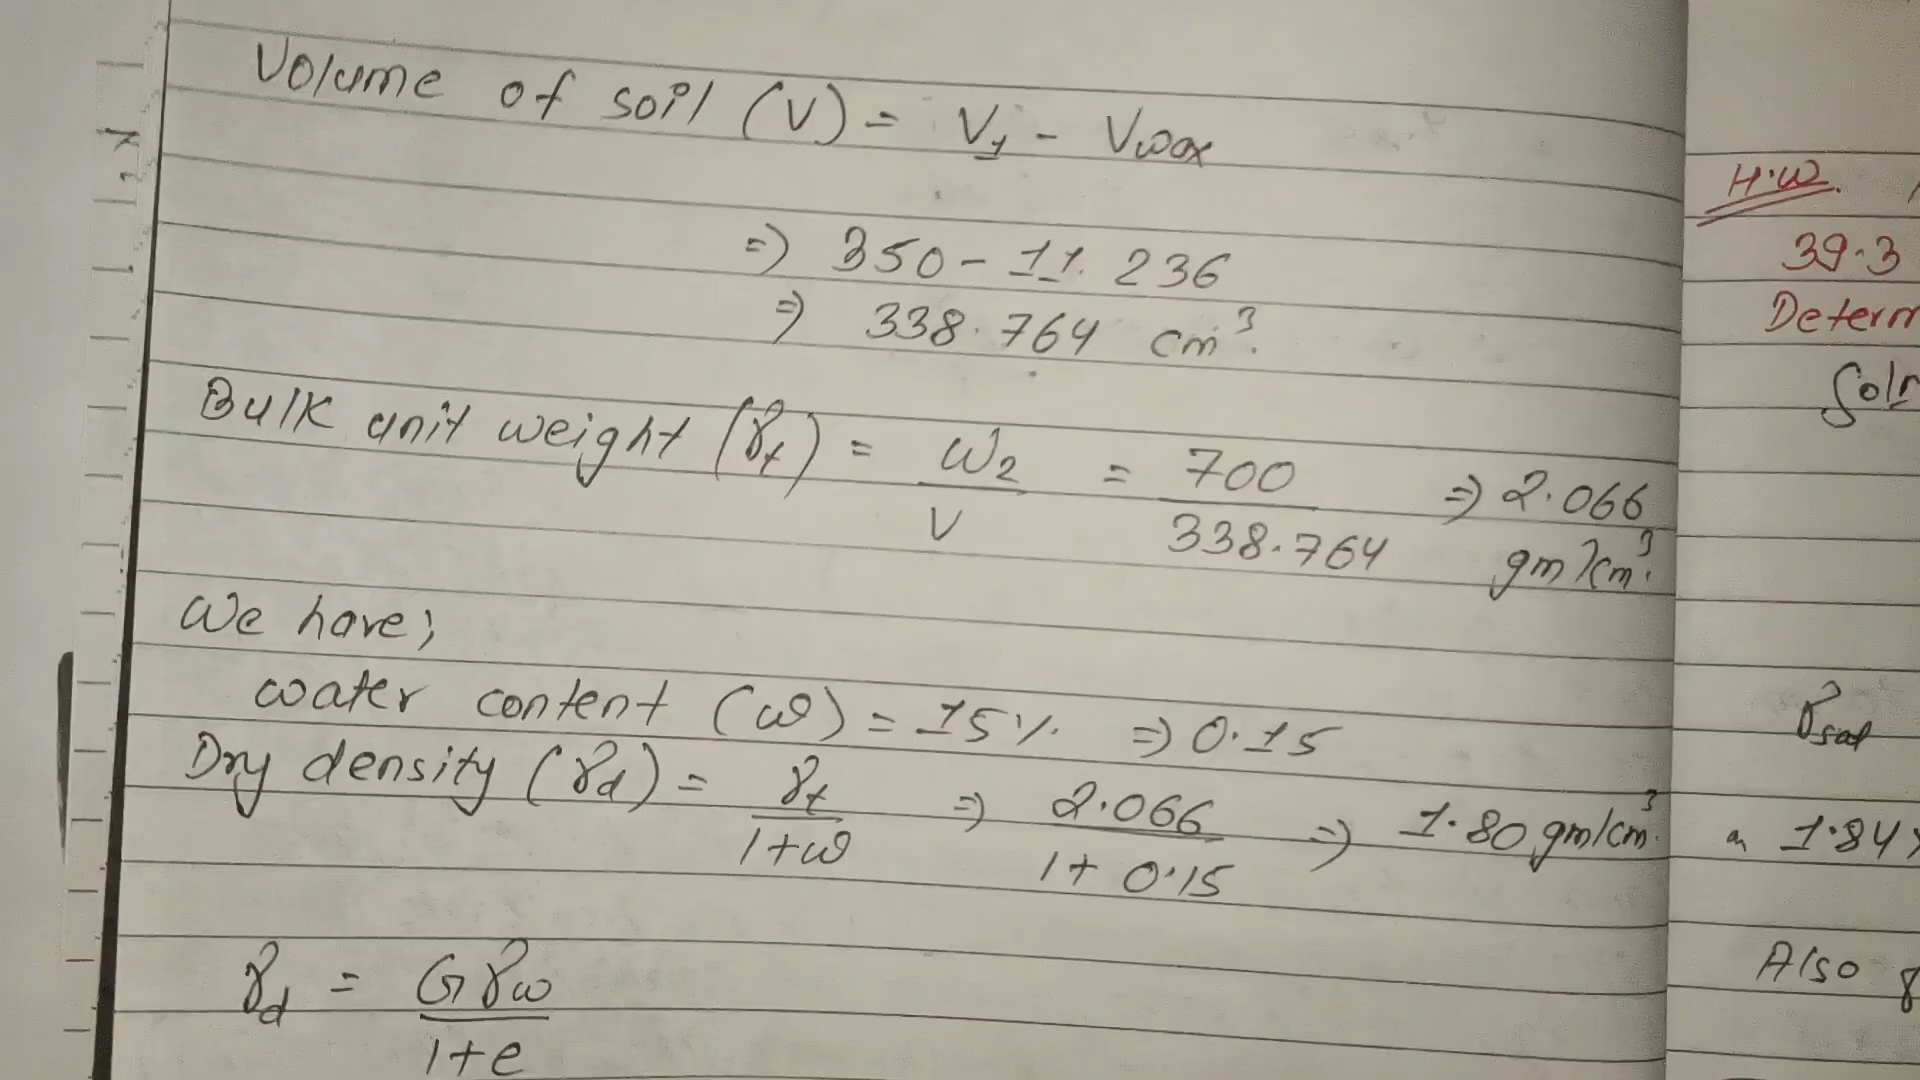 Volume of soil (V) = V₁ - Vwax
⇒ 350 - 11.236
⇒ 338.764 cm³.
Bulk unit weight (γt) = W₂/V = 700/338.764 ⇒ 2.066 gm/cm³.
We have;
water content (ω) = 15% ⇒ 0.15
Dry density (γd) = γt/1+ω ⇒ 2.066/1+0.15 ⇒ 1.80 gm/cm³.
γd = Gγω/1+e
H.W.
39.3
Determ
Soln
γsat
1.84
Also